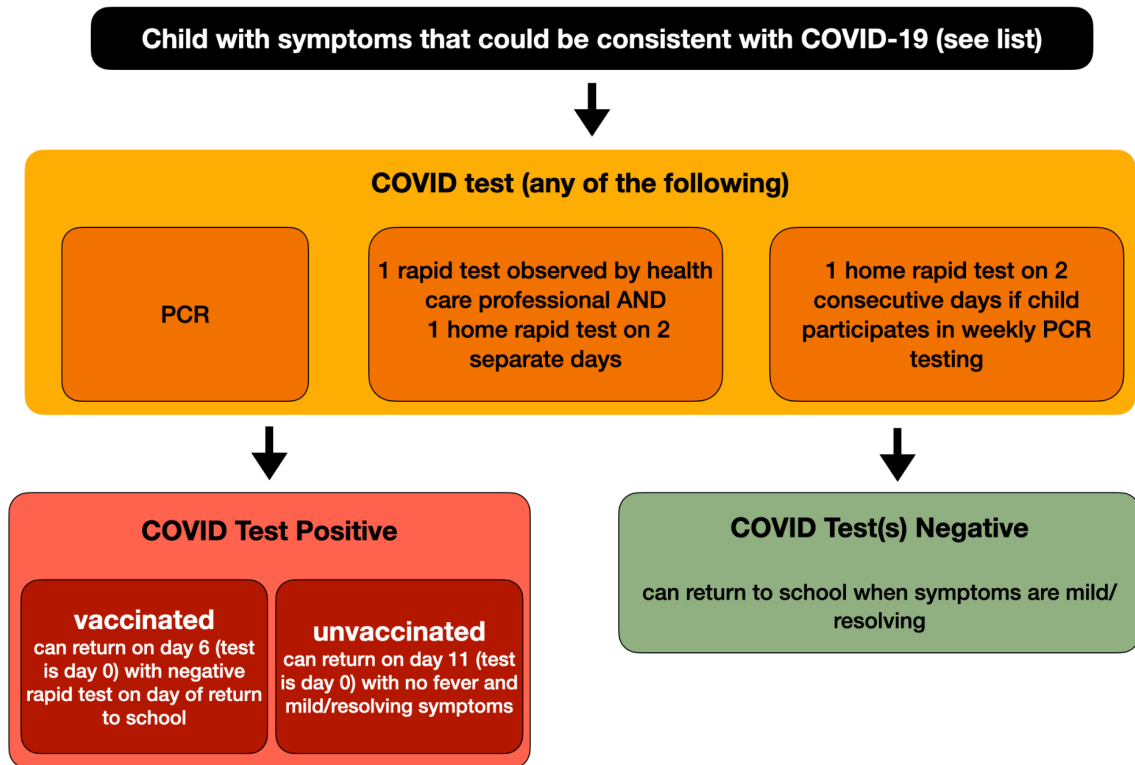 Child with symptoms that could be consistent with COVID-19 (see list)
COVID test (any of the following)
PCR
1 rapid test observed by health
care professional AND
1 home rapid test on 2
separate days
1 home rapid test on 2
consecutive days if child
participates in weekly PCR
testing
COVID Test Positive
vaccinated
can return on day 6 (test
is day 0) with negative
rapid test on day of return
to school
unvaccinated
can return on day 11 (test
is day 0) with no fever and
mild/resolving symptoms
COVID Test(s) Negative
can return to school when symptoms are mild/
resolving